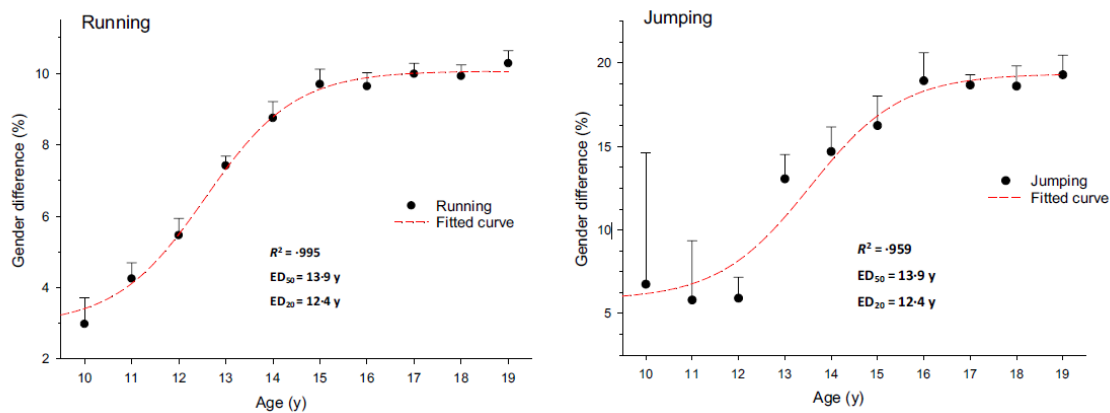 Running
Gender difference (%)
10
8
6
4
2
Running
Fitted curve
R² = ·995
ED₅₀ = 13·9 y
ED₂₀ = 12·4 y
10 11 12 13 14 15 16 17 18 19
Age (y)
Jumping
Gender difference (%)
20
15
10
5
Jumping
Fitted curve
R² = ·959
ED₅₀ = 13·9 y
ED₂₀ = 12·4 y
10 11 12 13 14 15 16 17 18 19
Age (y)